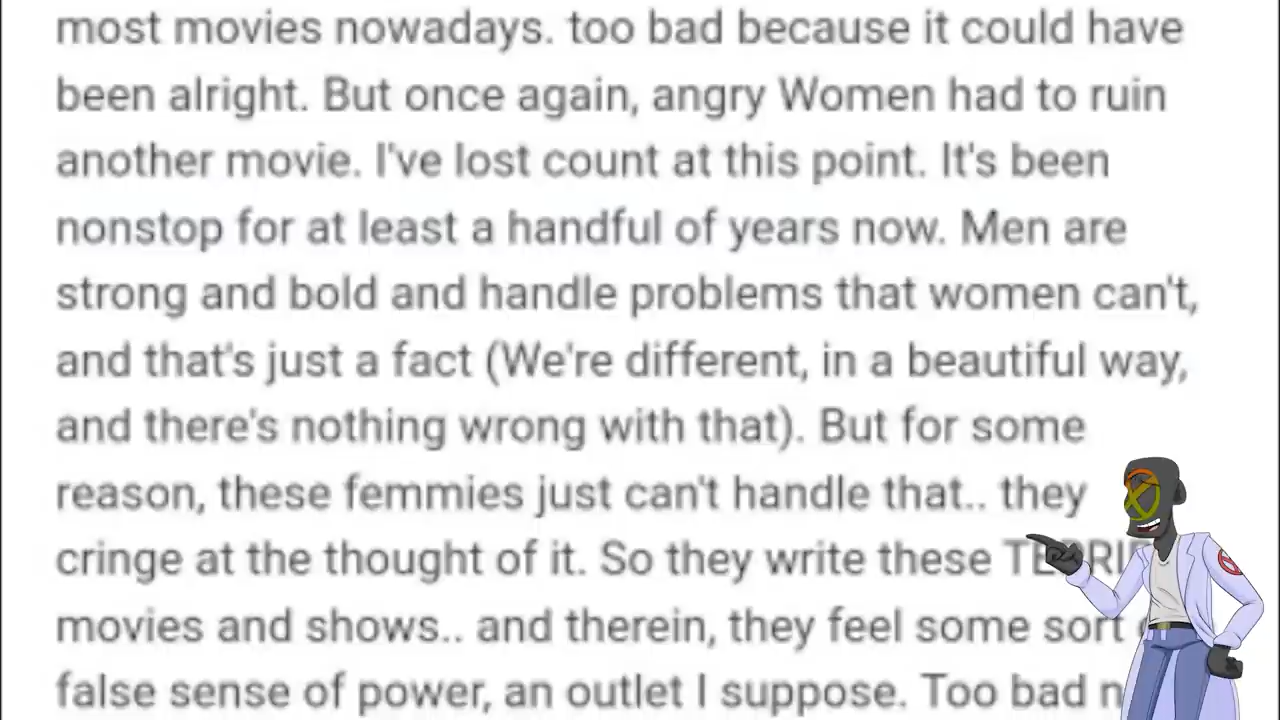 most movies nowadays. too bad because it could have
been alright. But once again, angry Women had to ruin
another movie. I've lost count at this point. It's been
nonstop for at least a handful of years now. Men are
strong and bold and handle problems that women can't,
and that's just a fact (We're different, in a beautiful way,
and there's nothing wrong with that). But for some
reason, these femmies just can't handle that.. they
cringe at the thought of it. So they write these
movies and shows.. and therein, they feel some sort
false sense of power, an outlet I suppose. Too bad